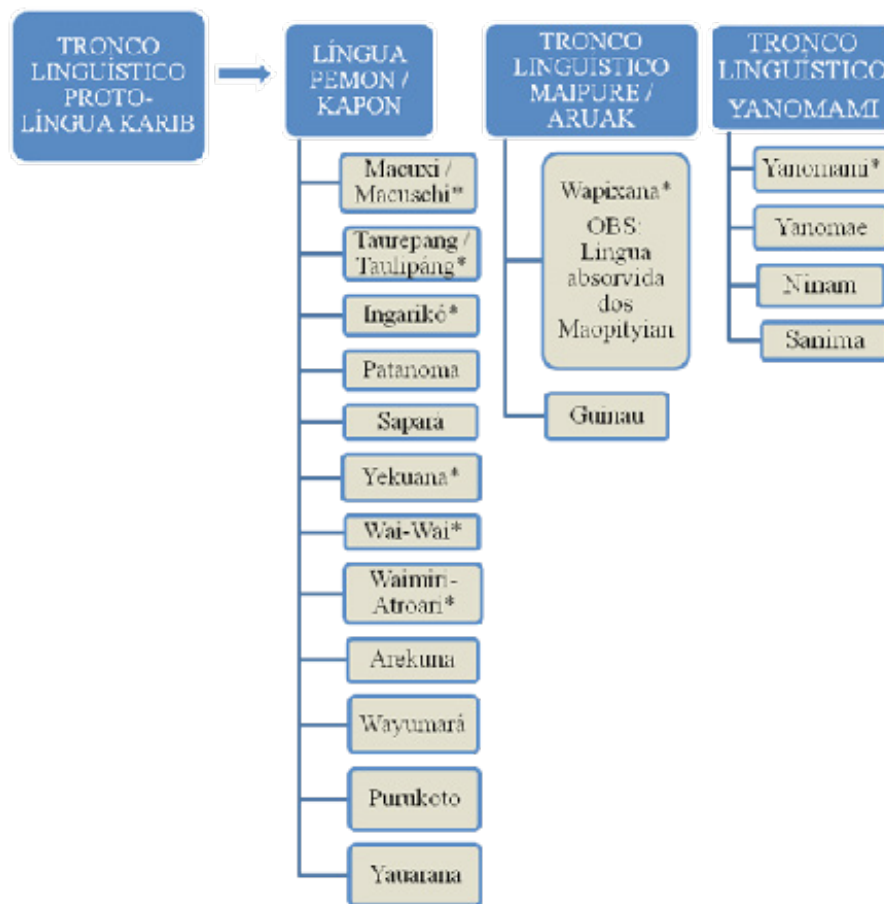 TRONCO
LINGUÍSTICO
PROTO-
LÍNGUA KARIB
LÍNGUA
PEMON /
KAPON
Macuxi /
Macuschi*
Taurepang /
Taulipáng*
Ingarikó*
Patanoma
Sapará
Yekuana*
Wai-Wai*
Waimiri-
Atroari*
Arekuna
Wayumará
Purukoto
Yauarana
TRONCO
LINGUÍSTICO
MAIPURE /
ARUAK
Wapixana*
OBS:
Língua
absorvida
dos
Maopityian
Guinau
TRONCO
LINGUÍSTICO
YANOMAMI
Yanomami*
Yanomae
Ninam
Sanima